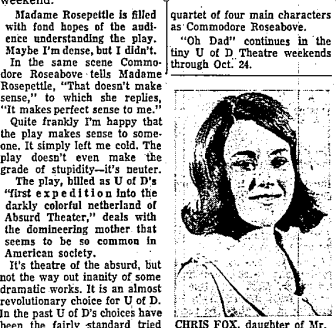 weekend.
Madame Rosepettle is filled
with fond hopes of the audi-
ence understanding the play.
Maybe I'm dense, but I didn't.
In the same scene Commo-
dore Roseabove tells Madame
Rosepettle, "That doesn't make
sense," to which she replies,
"It makes perfect sense to me."
Quite frankly I'm happy that
the play makes sense to some-
one. It simply left me cold. The
play doesn't even make the
grade of stupidity—it's neuter.
The play, billed as U of D's
"first expedition into the
darkly colorful netherland of
Absurd Theater," deals with
the domineering mother that
seems to be so common in
American society.
It's theatre of the absurd, but
not the way out inanity of some
dramatic works. It is an almost
revolutionary choice for U of D.
In the past U of D's choices have
been the fairly standard tried
quartet of four main characters
as Commodore Roseabove.
"Oh Dad" continues in the
tiny U of D Theatre weekends
through Oct. 24.
CHRIS FOX, daughter of Mrs.